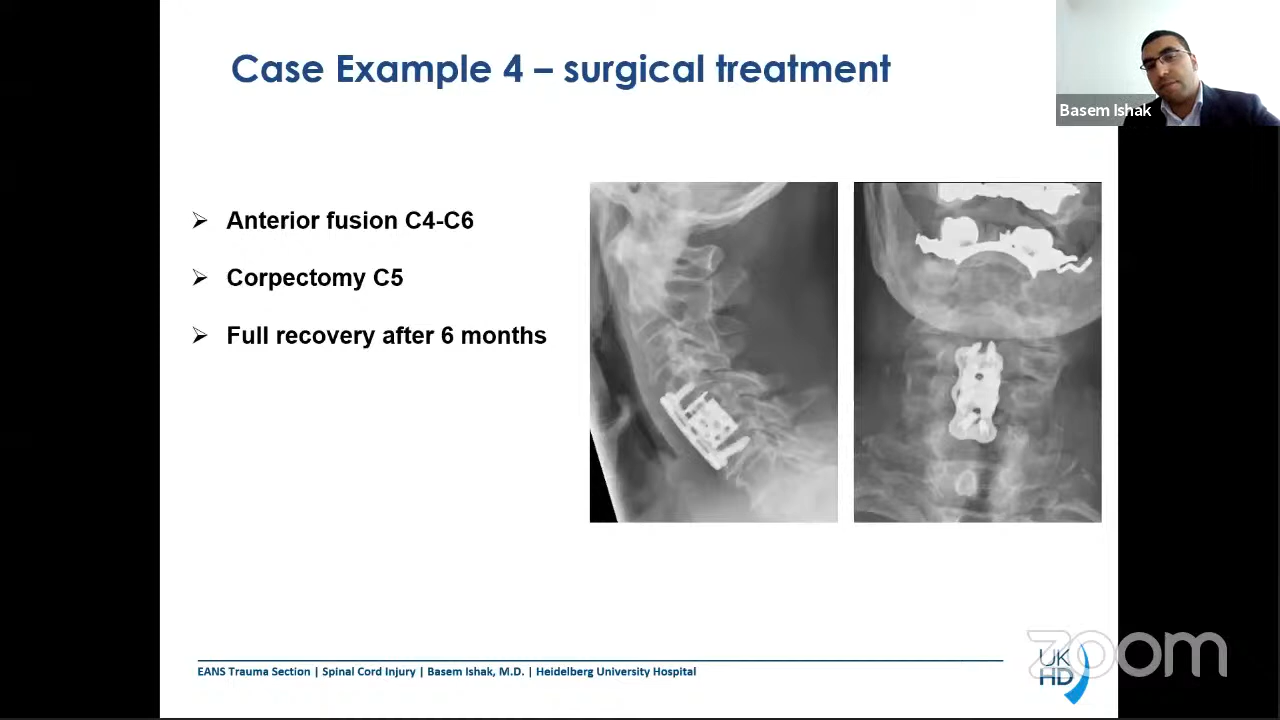 Case Example 4 – surgical treatment
Basem Ishak
➢ Anterior fusion C4-C6
➢ Corpectomy C5
➢ Full recovery after 6 months
EANS Trauma Section | Spinal Cord Injury | Basem Ishak, M.D. | Heidelberg University Hospital
UK
HD
zoom